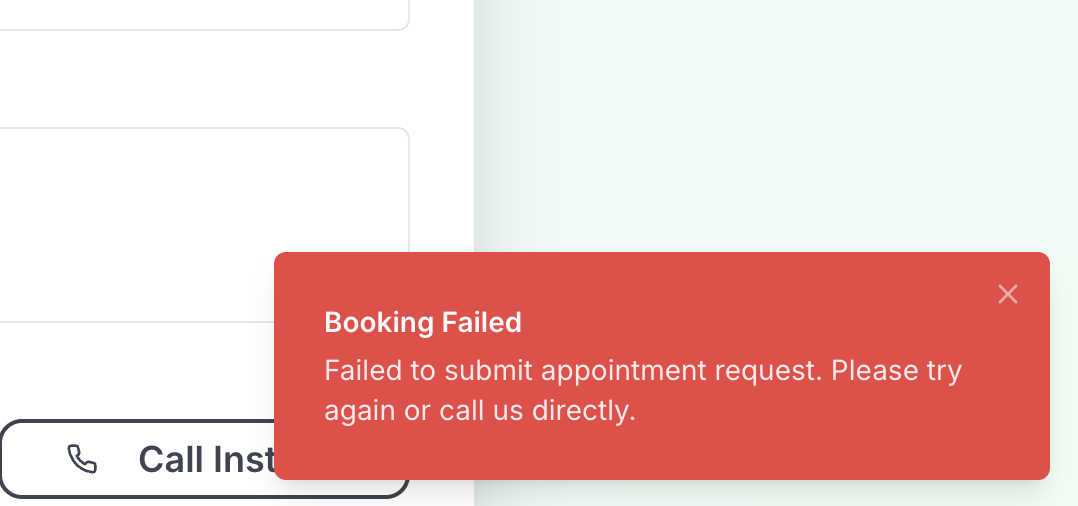 Booking Failed
Failed to submit appointment request. Please try
again or call us directly.
Call Inst